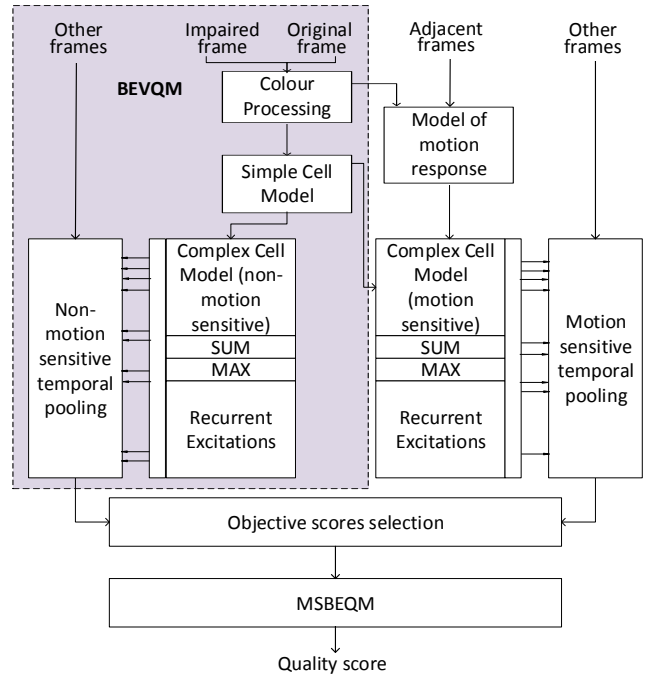 Other
frames
Impaired
frame
Original
frame
Adjacent
frames
Other
frames
BEVQM
Colour
Processing
Model of
motion
response
Simple Cell
Model
Non-
motion
sensitive
temporal
pooling
Complex Cell
Model (non-
motion
sensitive)
SUM
MAX
Recurrent
Excitations
Complex Cell
Model
(motion
sensitive)
SUM
MAX
Recurrent
Excitations
Motion
sensitive
temporal
pooling
Objective scores selection
MSBEQM
Quality score